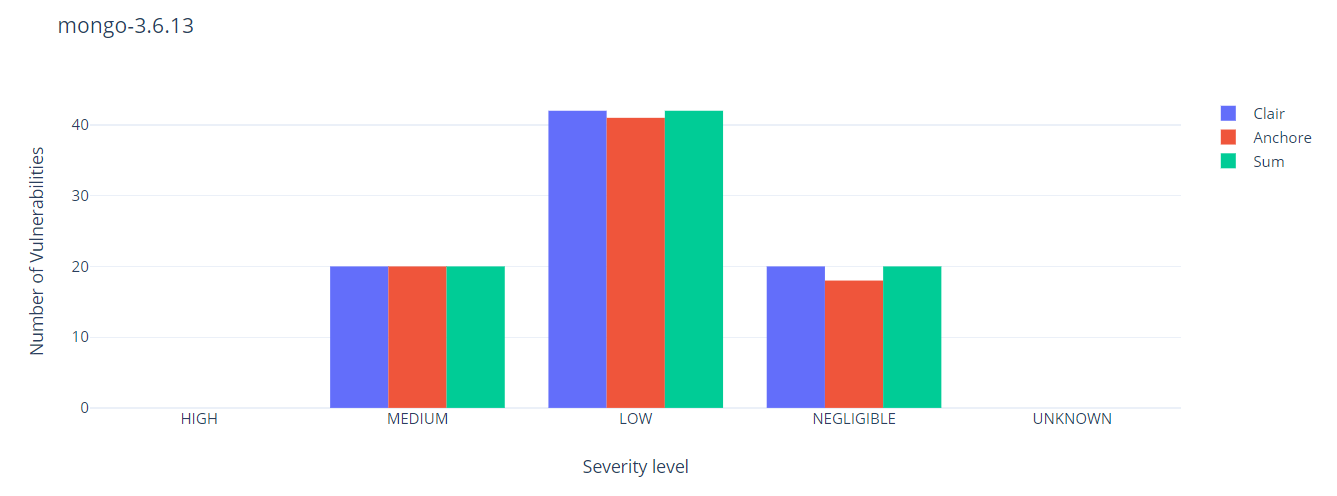 mongo-3.6.13
Number of Vulnerabilities
40
30
20
10
0
HIGH MEDIUM LOW NEGLIGIBLE UNKNOWN
Severity level
Clair
Anchore
Sum